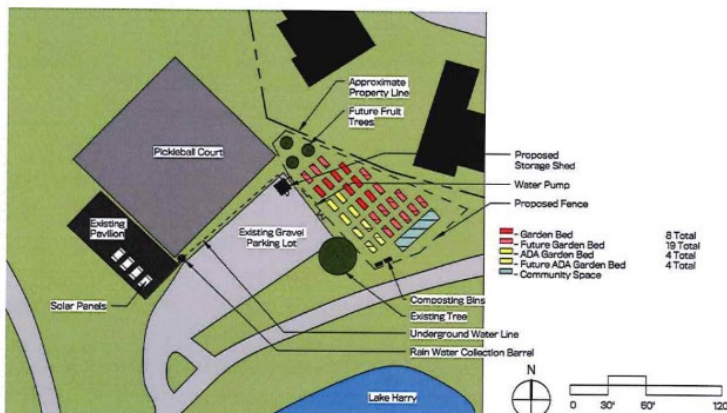 Approximate
Property Line
Future Fruit
Trees
Pickleball Court
Proposed
Storage Shed
Water Pump
Proposed Fence
Existing
Pavilion
Existing Gravel
Parking Lot
- Garden Bed 8 Total
- Future Garden Bed 19 Total
- ADA Garden Bed 4 Total
- Future ADA Garden Bed 4 Total
- Community Space
Solar Panels
Composting Bins
Existing Tree
Underground Water Line
Rain Water Collection Barrel
Lake Harry
N
0 30' 60' 120'